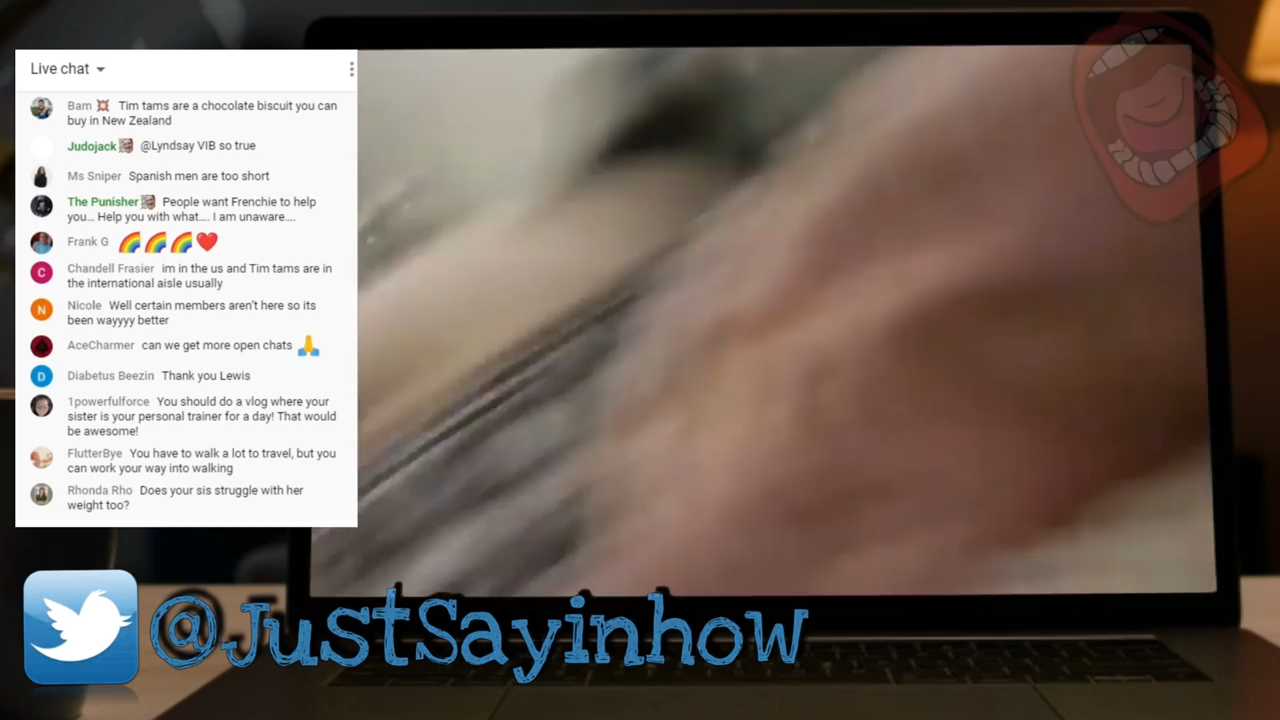 Live chat
Bam Tim tams are a chocolate biscuit you can
buy in New Zealand
Judojack @Lyndsay VIB so true
Ms Sniper Spanish men are too short
The Punisher People want Frenchie to help
you... Help you with what.... I am unaware....
Frank G 🌈🌈🌈❤️
Chandell Frasier im in the us and Tim tams are in
the international aisle usually
Nicole Well certain members aren't here so its
been wayyyy better
AceCharmer can we get more open chats 🙏
Diabetus Beezin Thank you Lewis
1powerfulforce You should do a vlog where your
sister is your personal trainer for a day! That would
be awesome!
FlutterBye You have to walk a lot to travel, but you
can work your way into walking
Rhonda Rho Does your sis struggle with her
weight too?
C
N
D
@JustSayinhow